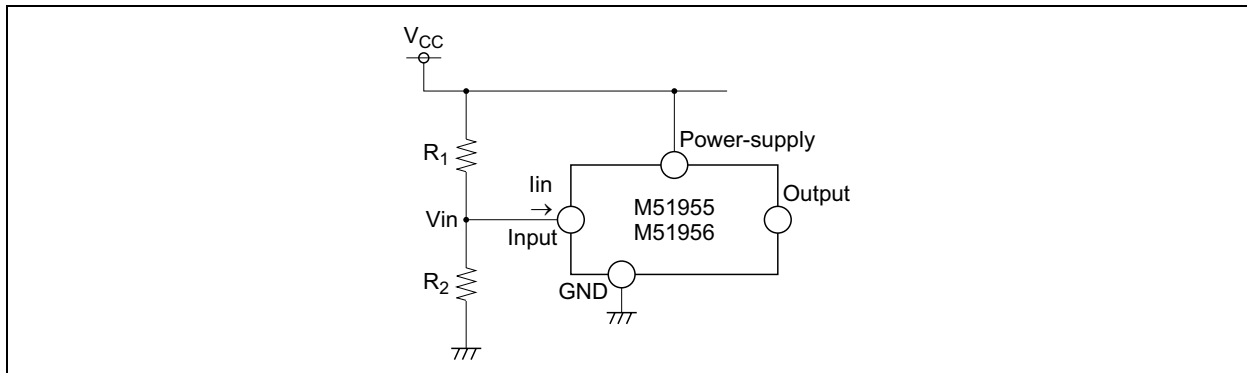 VCC
Power-supply
R1
Iin
→
Output
M51955
M51956
Vin
Input
R2
GND